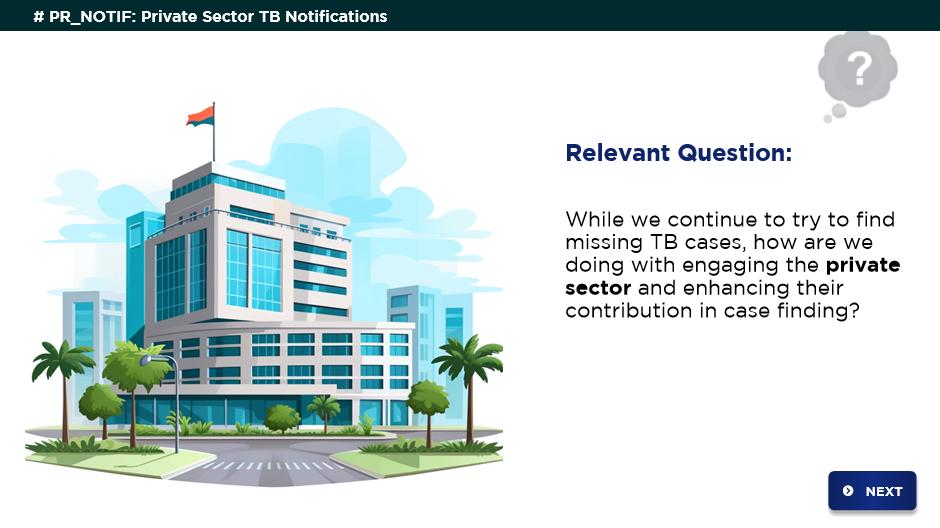 # PR_NOTIF: Private Sector TB Notifications
?
Relevant Question:
While we continue to try to find
missing TB cases, how are we
doing with engaging the private
sector and enhancing their
contribution in case finding?
NEXT